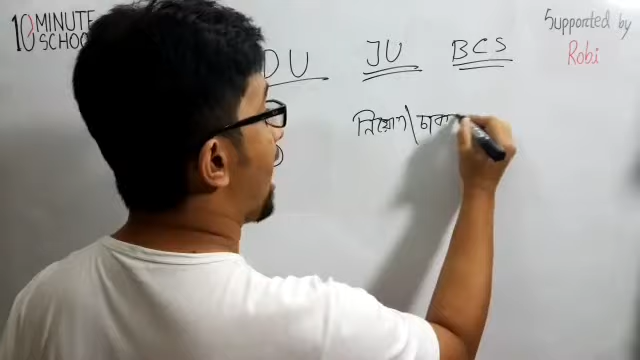 10 MINUTE SCHOOL
Supported by
Robi
DU JU BCS
নিয়োগ\